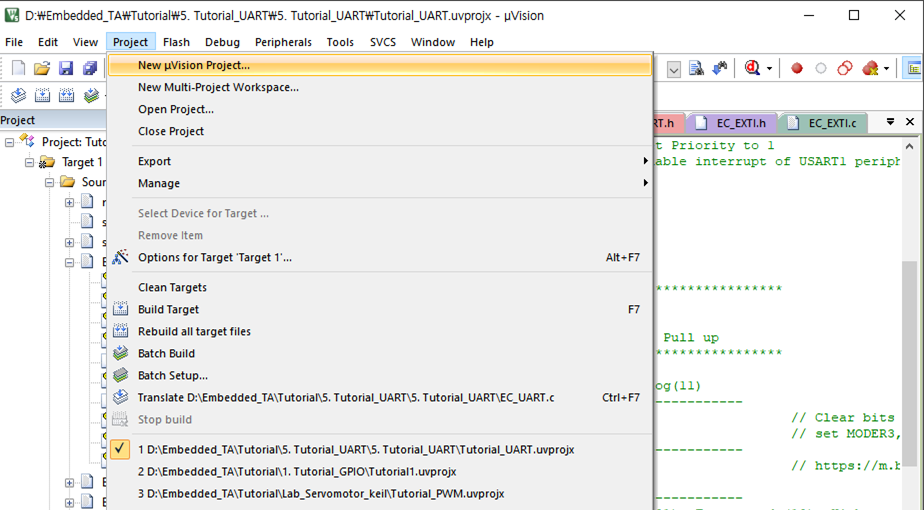 D:₩Embedded_TA₩Tutorial₩5. Tutorial_UART₩5. Tutorial_UART₩Tutorial_UART.uvprojx - µVision
File Edit View Project Flash Debug Peripherals Tools SVCS Window Help
New µVision Project...
New Multi-Project Workspace...
Open Project...
Close Project
Export
Manage
Select Device for Target ...
Remove Item
Options for Target 'Target 1'... Alt+F7
Clean Targets
Build Target F7
Rebuild all target files
Batch Build
Batch Setup...
Translate D:\Embedded_TA\Tutorial\5. Tutorial_UART\5. Tutorial_UART\EC_UART.c Ctrl+F7
Stop build
1 D:\Embedded_TA\Tutorial\5. Tutorial_UART\5. Tutorial_UART\Tutorial_UART.uvprojx
2 D:\Embedded_TA\Tutorial\1. Tutorial_GPIO\Tutorial1.uvprojx
3 D:\Embedded_TA\Tutorial\Lab_Servomotor_keil\Tutorial_PWM.uvprojx
Project
Project: Tuto
Target 1
Sour
RT.h EC_EXTI.h EC_EXTI.c
t Priority to 1
able interrupt of USART1 periph
****************
Pull up
****************
og(11)
-----------
// Clear bits
// set MODER3,
-----------
// https://m.b
-----------